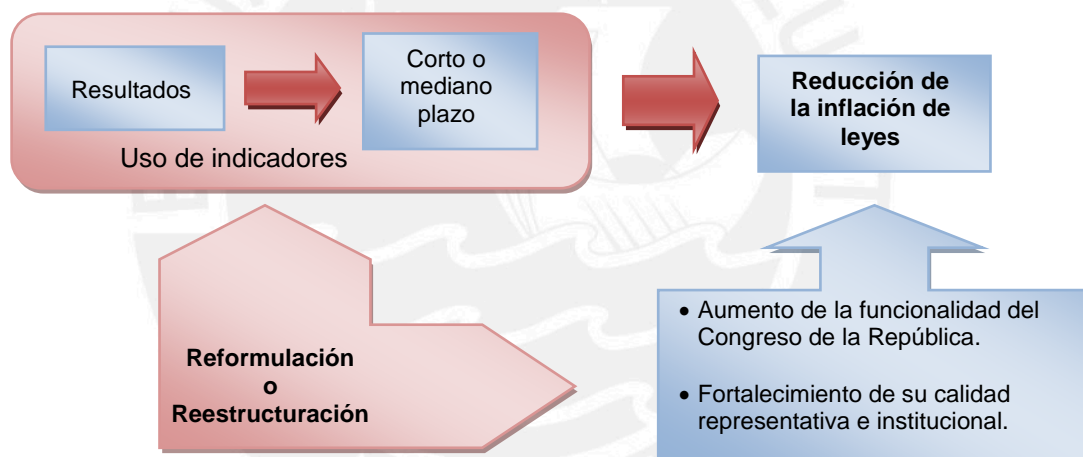 Resultados
Corto o
mediano
plazo
Uso de indicadores
Reducción de
la inflación de
leyes
Reformulación
o
Reestructuración
• Aumento de la funcionalidad del
Congreso de la República.
• Fortalecimiento de su calidad
representativa e institucional.